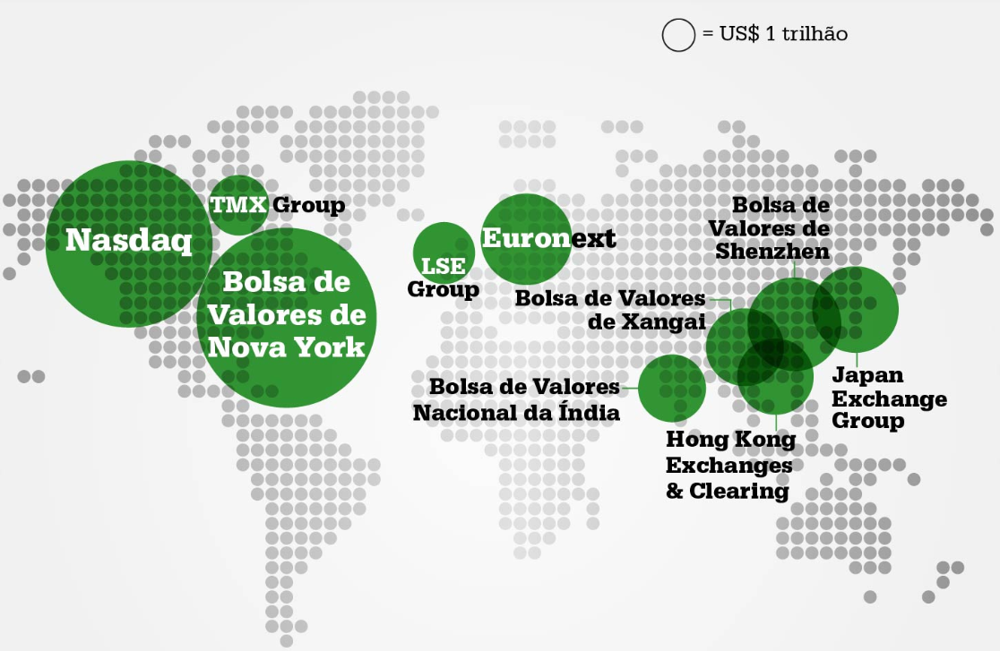 = US$ 1 trilhão
TMX Group
Nasdaq
Bolsa de
Valores de
Nova York
LSE
Group
Euronext
Bolsa de
Valores de
Shenzhen
Bolsa de Valores
de Xangai
Bolsa de Valores
Nacional da Índia
Japan
Exchange
Group
Hong Kong
Exchanges
& Clearing